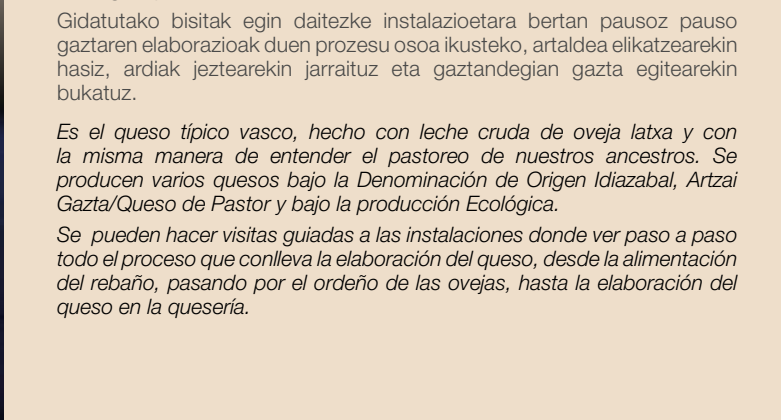 Gidatutako bisitak egin daitezke instalazioetara bertan pausoz pauso
gaztaren elaborazioak duen prozesu osoa ikusteko, artaldea elikatzearekin
hasiz, ardiak jeztearekin jarraituz eta gaztandegian gazta egitearekin
bukatuz.
Es el queso típico vasco, hecho con leche cruda de oveja latxa y con
la misma manera de entender el pastoreo de nuestros ancestros. Se
producen varios quesos bajo la Denominación de Origen Idiazabal, Artzai
Gazta/Queso de Pastor y bajo la producción Ecológica.
Se pueden hacer visitas guiadas a las instalaciones donde ver paso a paso
todo el proceso que conlleva la elaboración del queso, desde la alimentación
del rebaño, pasando por el ordeño de las ovejas, hasta la elaboración del
queso en la quesería.